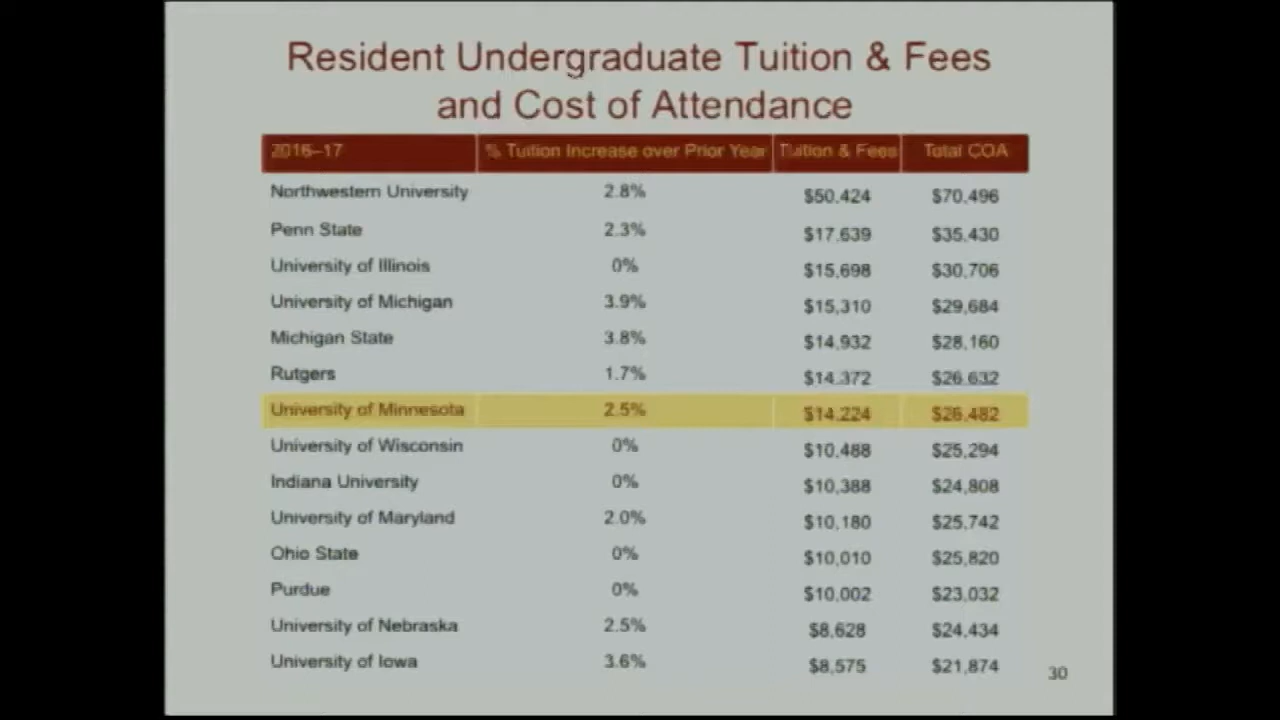 Resident Undergraduate Tuition & Fees
and Cost of Attendance
2016–17 % Tuition Increase over Prior Year Tuition & Fees Total COA
Northwestern University 2.8% $50,424 $70,496
Penn State 2.3% $17,639 $35,430
University of Illinois 0% $15,698 $30,706
University of Michigan 3.9% $15,310 $29,684
Michigan State 3.8% $14,932 $28,160
Rutgers 1.7% $14,372 $26,632
University of Minnesota 2.5% $14,224 $26,482
University of Wisconsin 0% $10,488 $25,294
Indiana University 0% $10,388 $24,808
University of Maryland 2.0% $10,180 $25,742
Ohio State 0% $10,010 $25,820
Purdue 0% $10,002 $23,032
University of Nebraska 2.5% $8,628 $24,434
University of Iowa 3.6% $8,575 $21,874
30